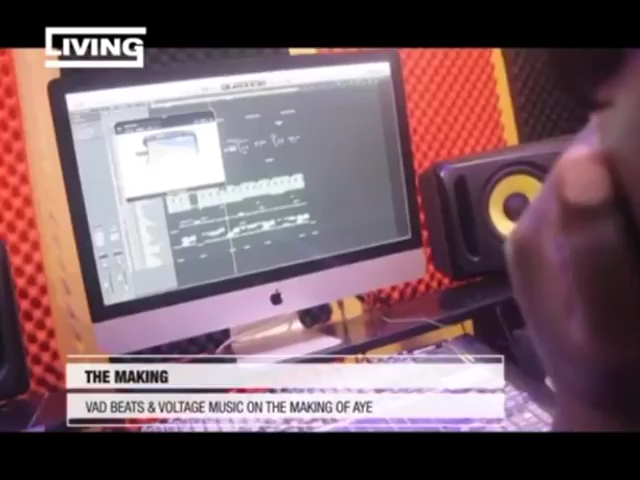 LIVING
THE MAKING
VAD BEATS & VOLTAGE MUSIC ON THE MAKING OF AYE